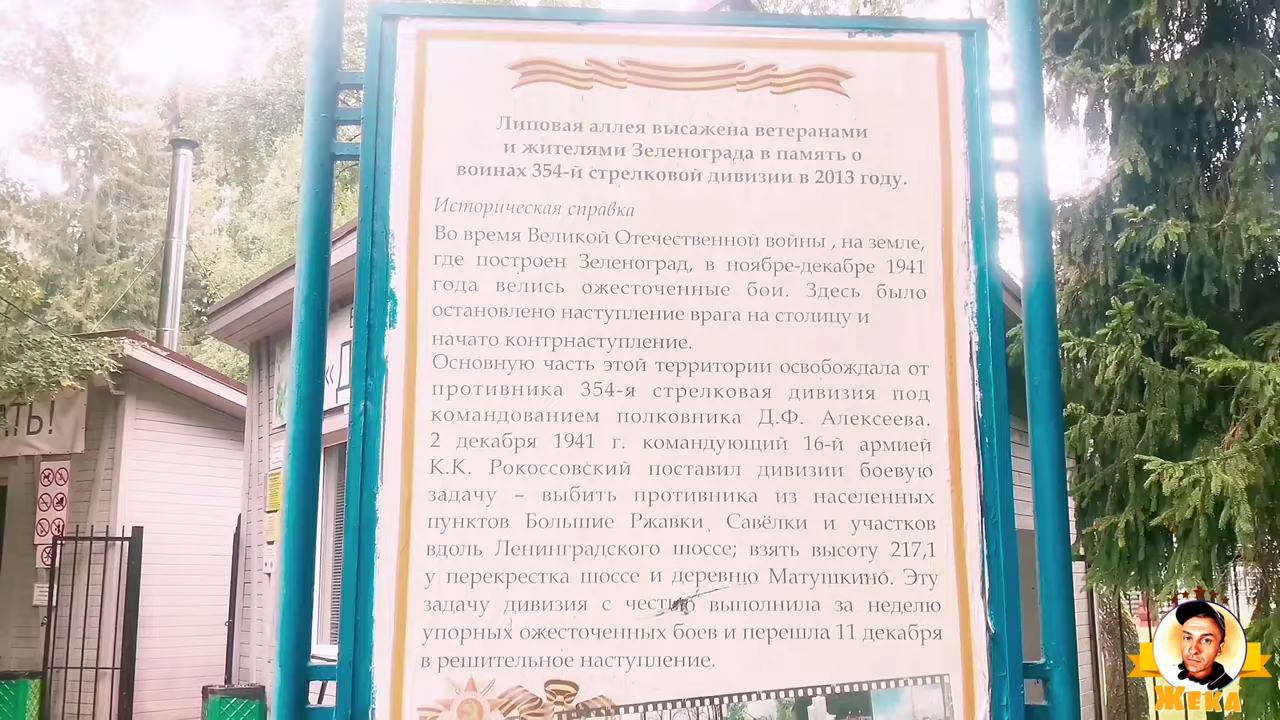 Липовая аллея высажена ветеранами
и жителями Зеленограда в память о
воинах 354-й стрелковой дивизии в 2013 году.
Историческая справка
Во время Великой Отечественной войны , на земле,
где построен Зеленоград, в ноябре-декабре 1941
года велись ожесточенные бои. Здесь было
остановлено наступление врага на столицу и
начато контрнаступление.
Основную часть этой территории освобождала от
противника 354-я стрелковая дивизия под
командованием полковника Д.Ф. Алексеева.
2 декабря 1941 г. командующий 16-й армией
К.К. Рокоссовский поставил дивизии боевую
задачу – выбить противника из населенных
пунктов Большие Ржавки, Савёлки и участков
вдоль Ленинградского шоссе; взять высоту 217,1
у перекрестка шоссе и деревню Матушкино. Эту
задачу дивизия с честью выполнила за неделю
упорных ожесточенных боев и перешла 11 декабря
в решительное наступление.
ЖЕКА